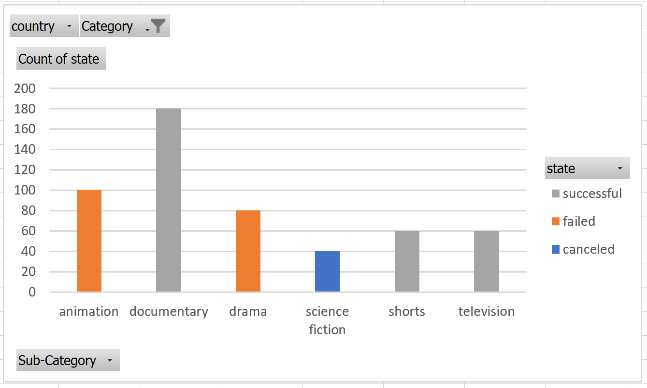 country Category
Count of state
200
180
160
140
120
100
80
60
40
20
0
animation documentary drama science fiction shorts television
state
successful
failed
canceled
Sub-Category